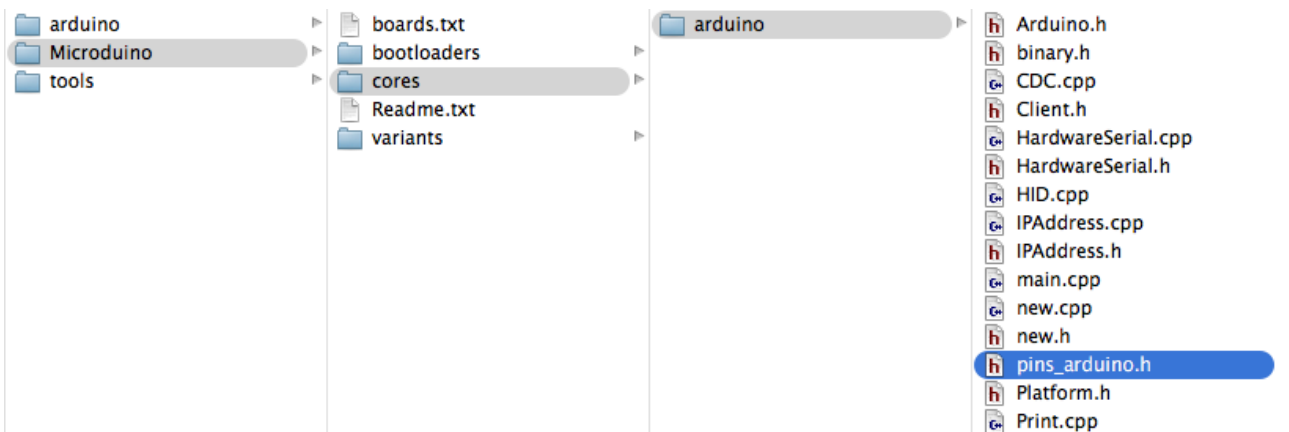 arduino
Microduino
tools
boards.txt
bootloaders
cores
Readme.txt
variants
arduino
Arduino.h
binary.h
CDC.cpp
Client.h
HardwareSerial.cpp
HardwareSerial.h
HID.cpp
IPAddress.cpp
IPAddress.h
main.cpp
new.cpp
new.h
pins_arduino.h
Platform.h
Print.cpp